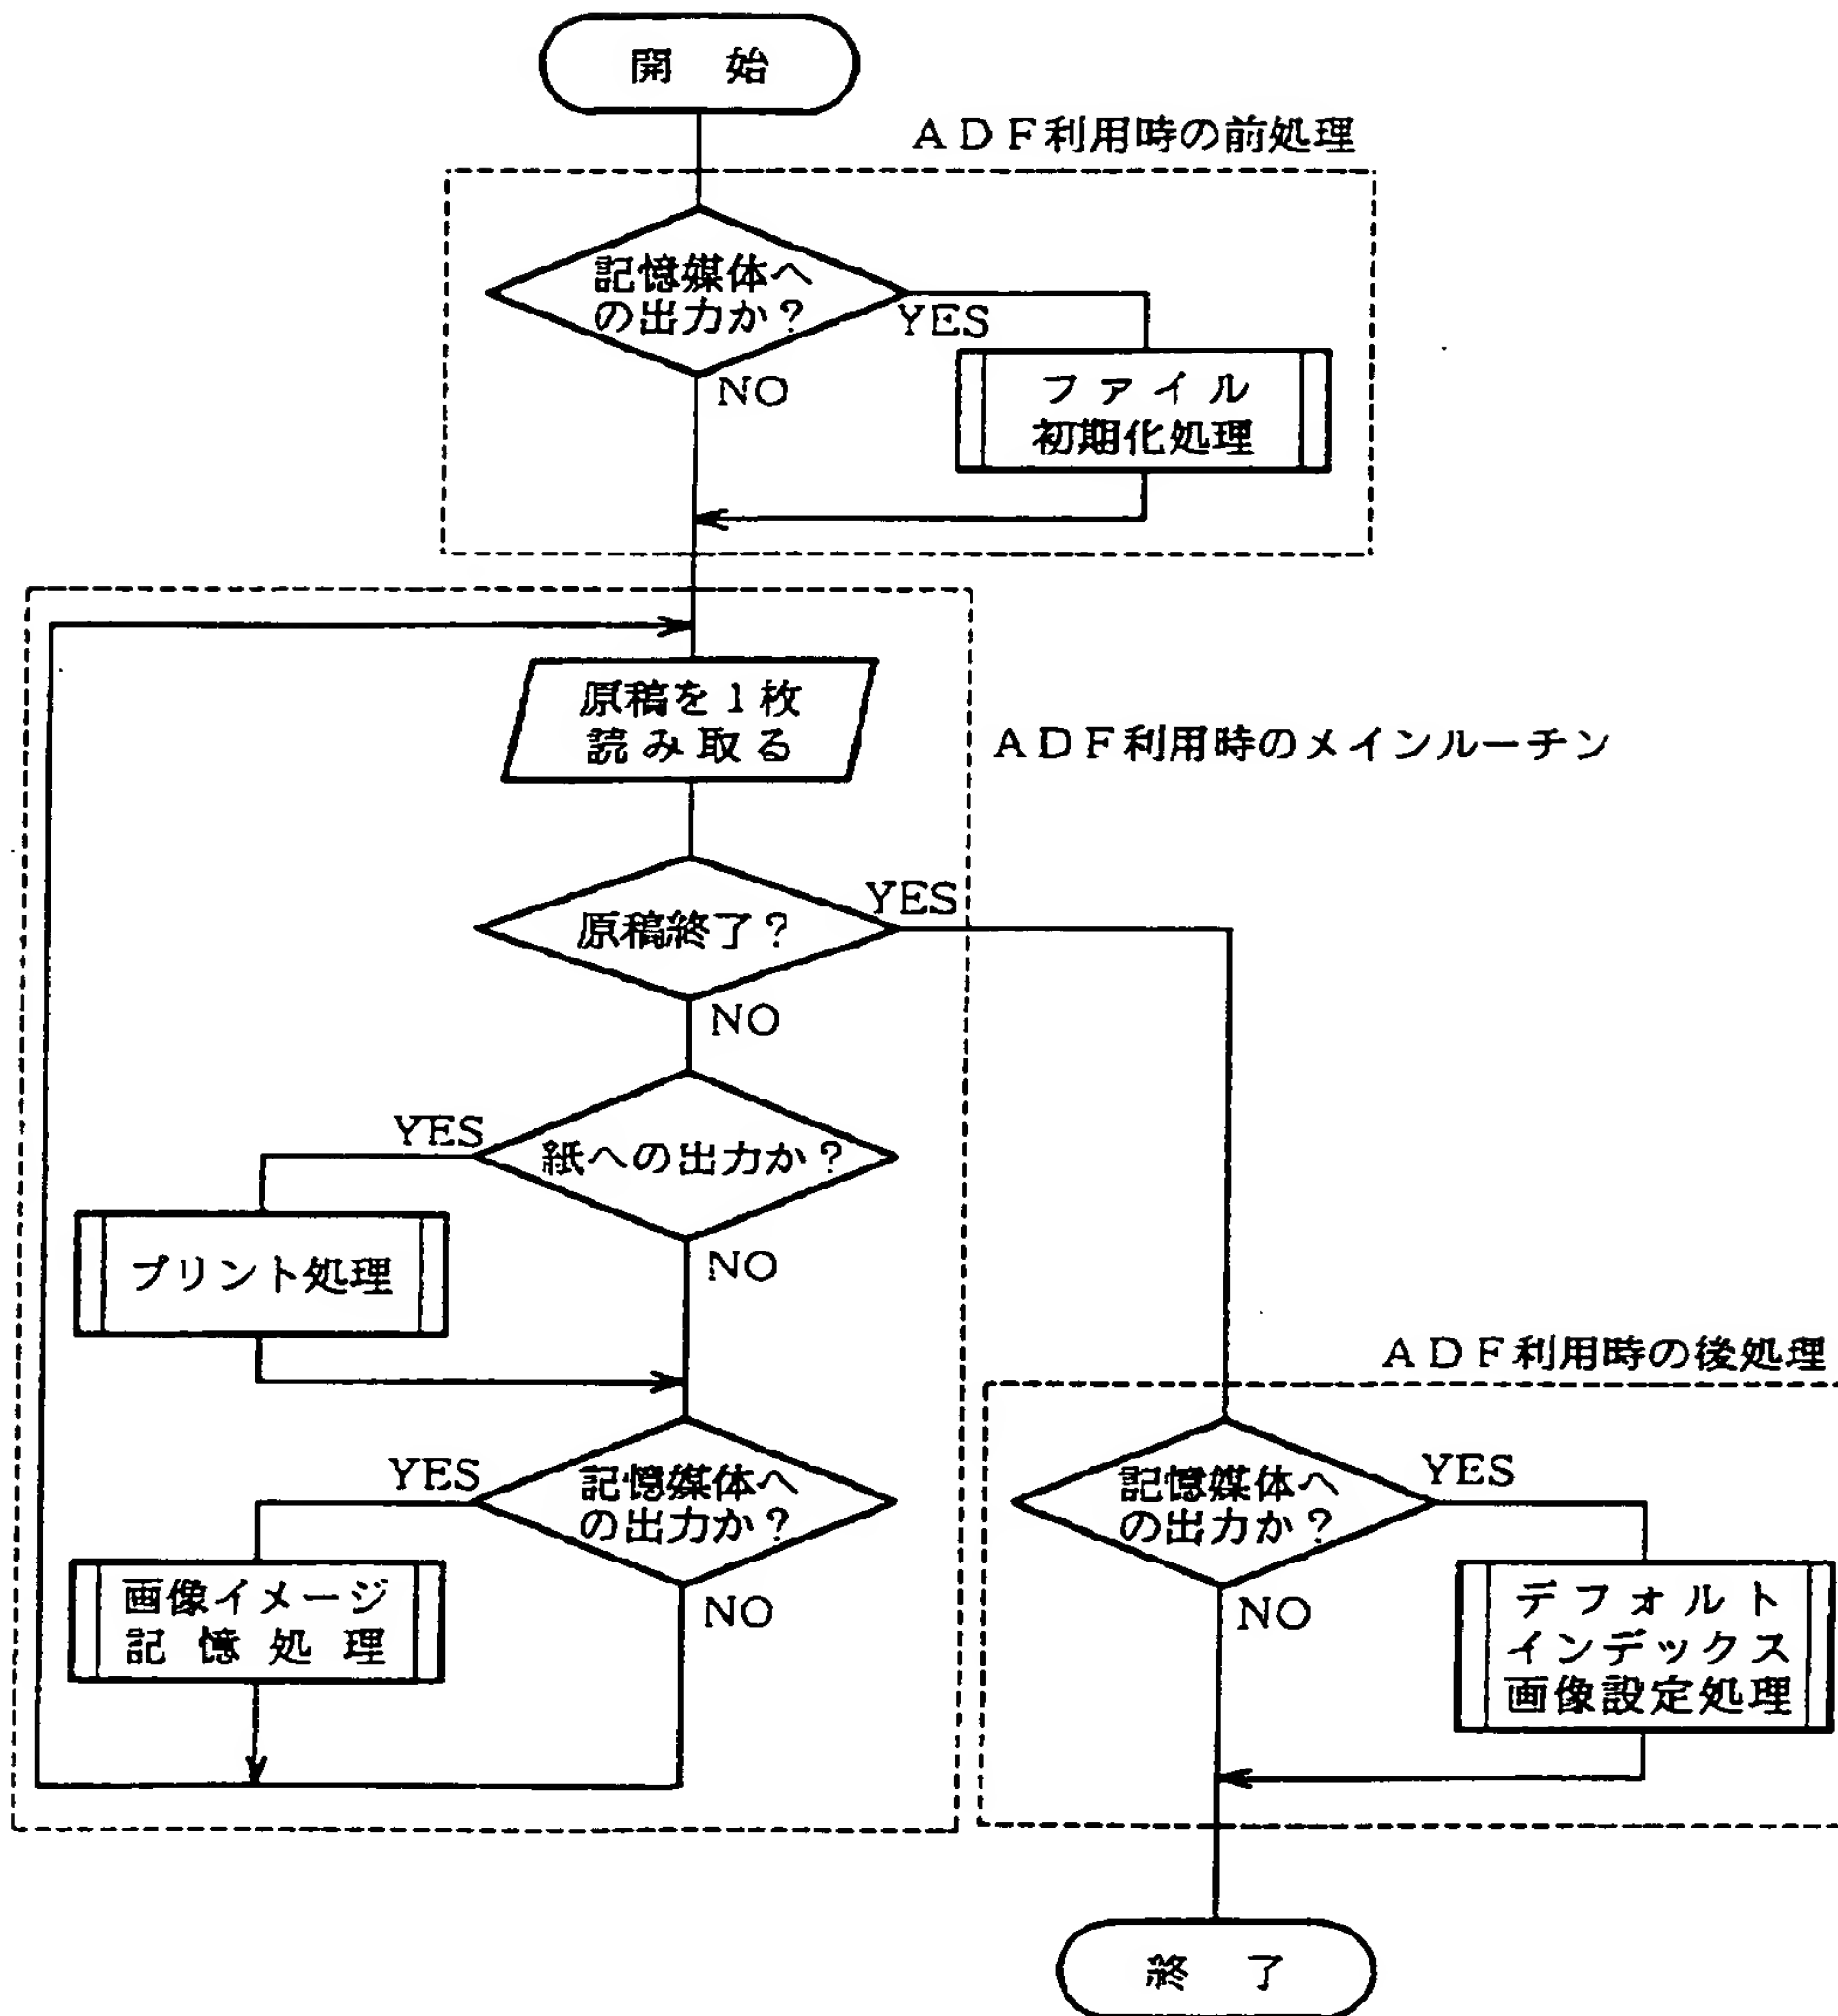 開始
ADF利用時の前処理
記憶媒体へ
の出力か？
YES
NO
ファイル
初期化処理
原稿を1枚
読み取る
ADF利用時のメインルーチン
原稿終了？
YES
NO
紙への出力か？
YES
NO
プリント処理
記憶媒体へ
の出力か？
YES
NO
画像イメージ
記憶処理
ADF利用時の後処理
記憶媒体へ
の出力か？
YES
NO
デフォルト
インデックス
画像設定処理
終了